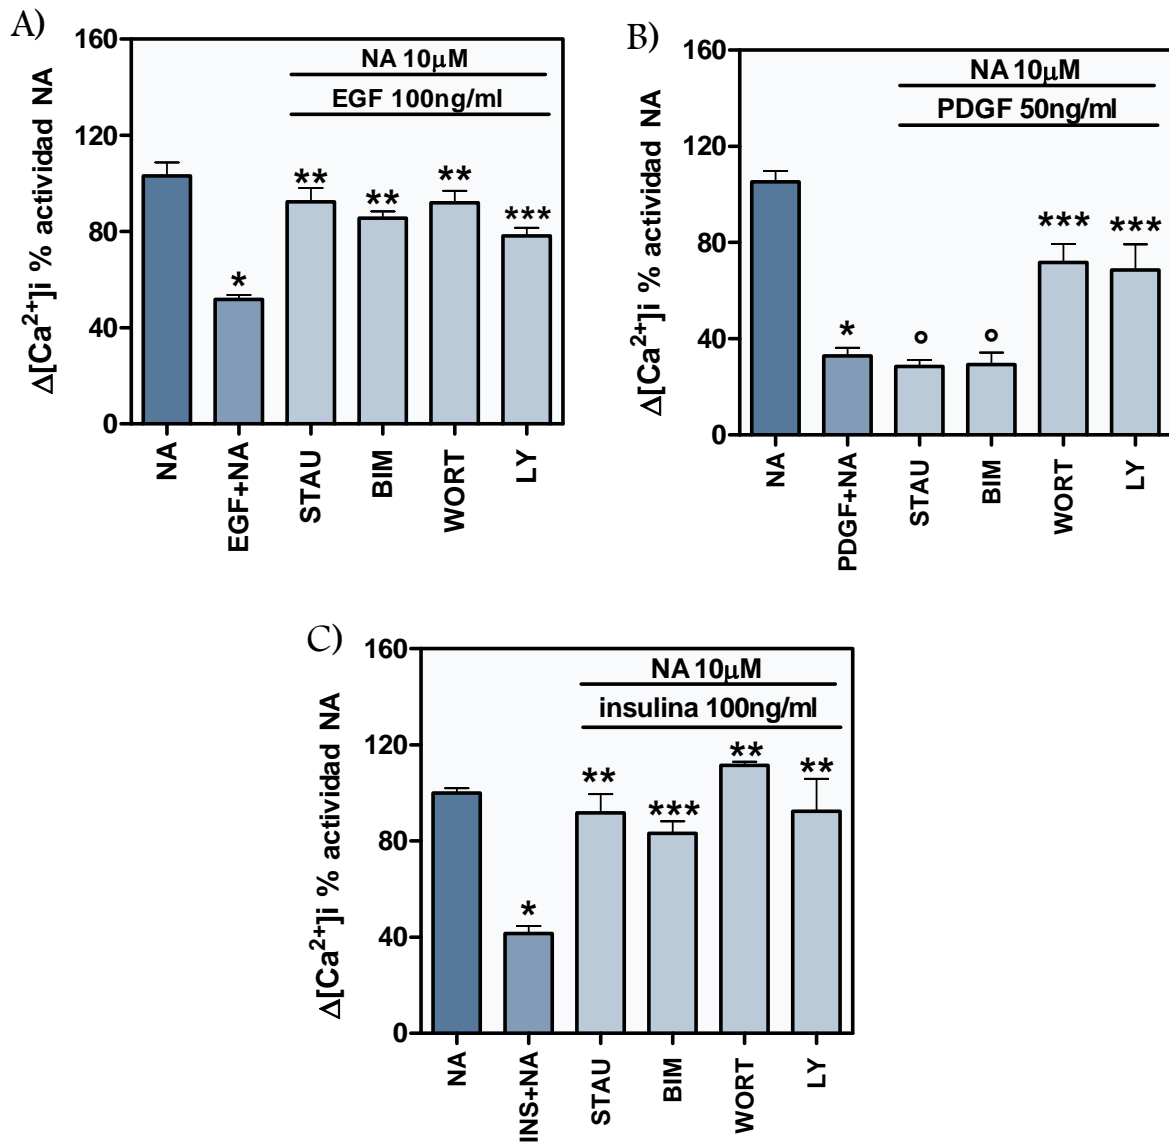 A)
Δ[Ca²⁺]i % actividad NA
160
120
80
40
0
NA 10μM
EGF 100ng/ml
*
**
**
**
***
NA
EGF+NA
STAU
BIM
WORT
LY
B)
Δ[Ca²⁺]i % actividad NA
160
120
80
40
0
NA 10μM
PDGF 50ng/ml
*
°
°
***
***
NA
PDGF+NA
STAU
BIM
WORT
LY
C)
Δ[Ca²⁺]i % actividad NA
160
120
80
40
0
NA 10μM
insulina 100ng/ml
*
**
***
**
**
NA
INS+NA
STAU
BIM
WORT
LY